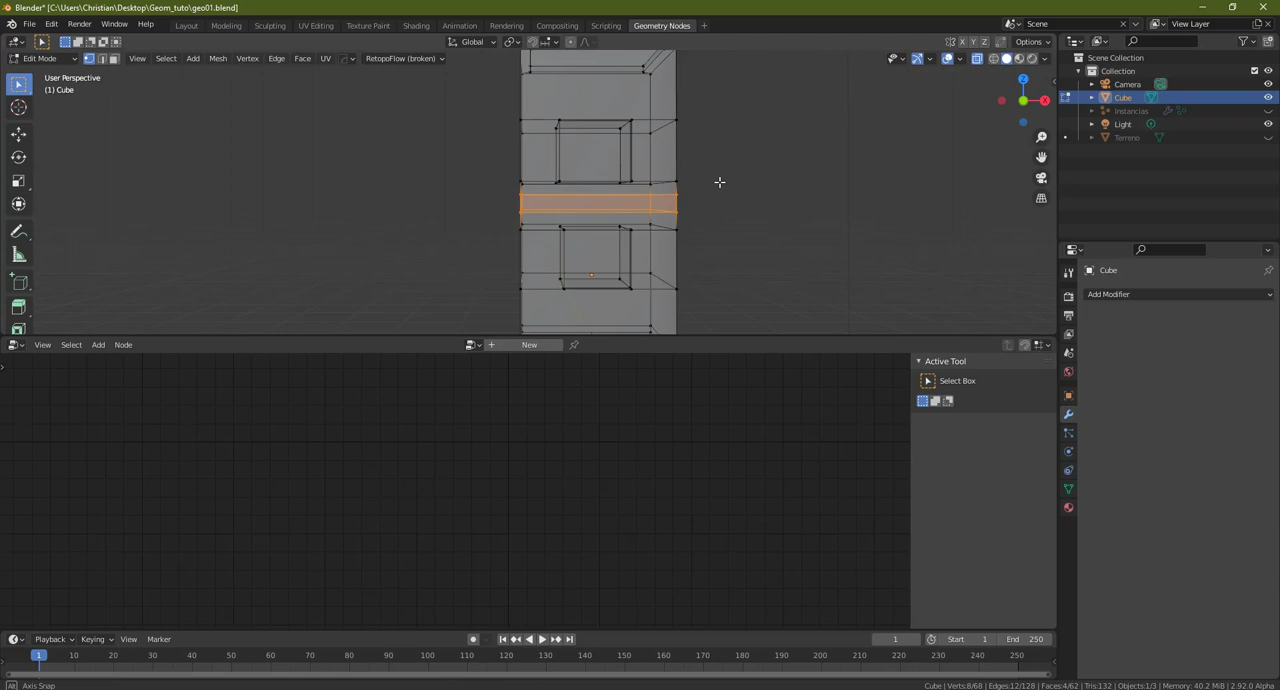 Blender* [C:\Users\Christian\Desktop\Geom_tuto\geo01.blend]
File Edit Render Window Help Layout Modeling Sculpting UV Editing Texture Paint Shading Animation Rendering Compositing Scripting Geometry Nodes + Scene View Layer
Global Options
Edit Mode View Select Add Mesh Vertex Edge Face UV RetopoFlow (broken)
User Perspective
(1) Cube
Z
X
X Y Z
Scene Collection
Collection
Camera
Cube
Instancias
Light
Terreno
Cube
Add Modifier
View Select Add Node + New
Active Tool
Select Box
Playback Keying View Marker 1 Start 1 End 250
1 10 20 30 40 50 60 70 80 90 100 110 120 130 140 150 160 170 180 190 200 210 220 230 240 250
Alt Axis Snap
Cube | Verts:8/68 | Edges:12/128 | Faces:4/62 | Tris:132 | Objects:1/3 | Memory: 40.2 MiB | 2.92.0 Alpha